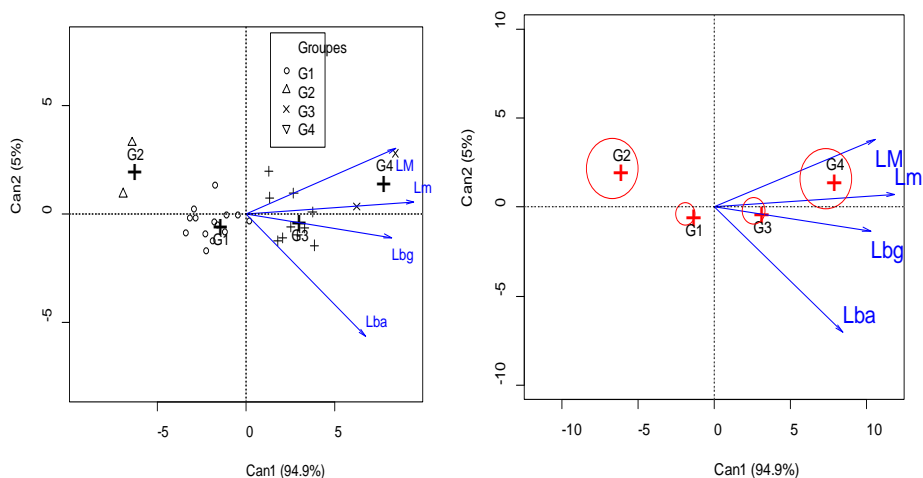 Groupes
G1
G2
G3
G4
G2
G1
G3
G4
LM
Lm
Lbg
Lba
5
0
-5
-5
0
5
Can2 (5%)
Can1 (94.9%)
G2
G1
G3
G4
LM
Lm
Lbg
Lba
10
5
0
-5
-10
-10
-5
0
5
10
Can2 (5%)
Can1 (94.9%)